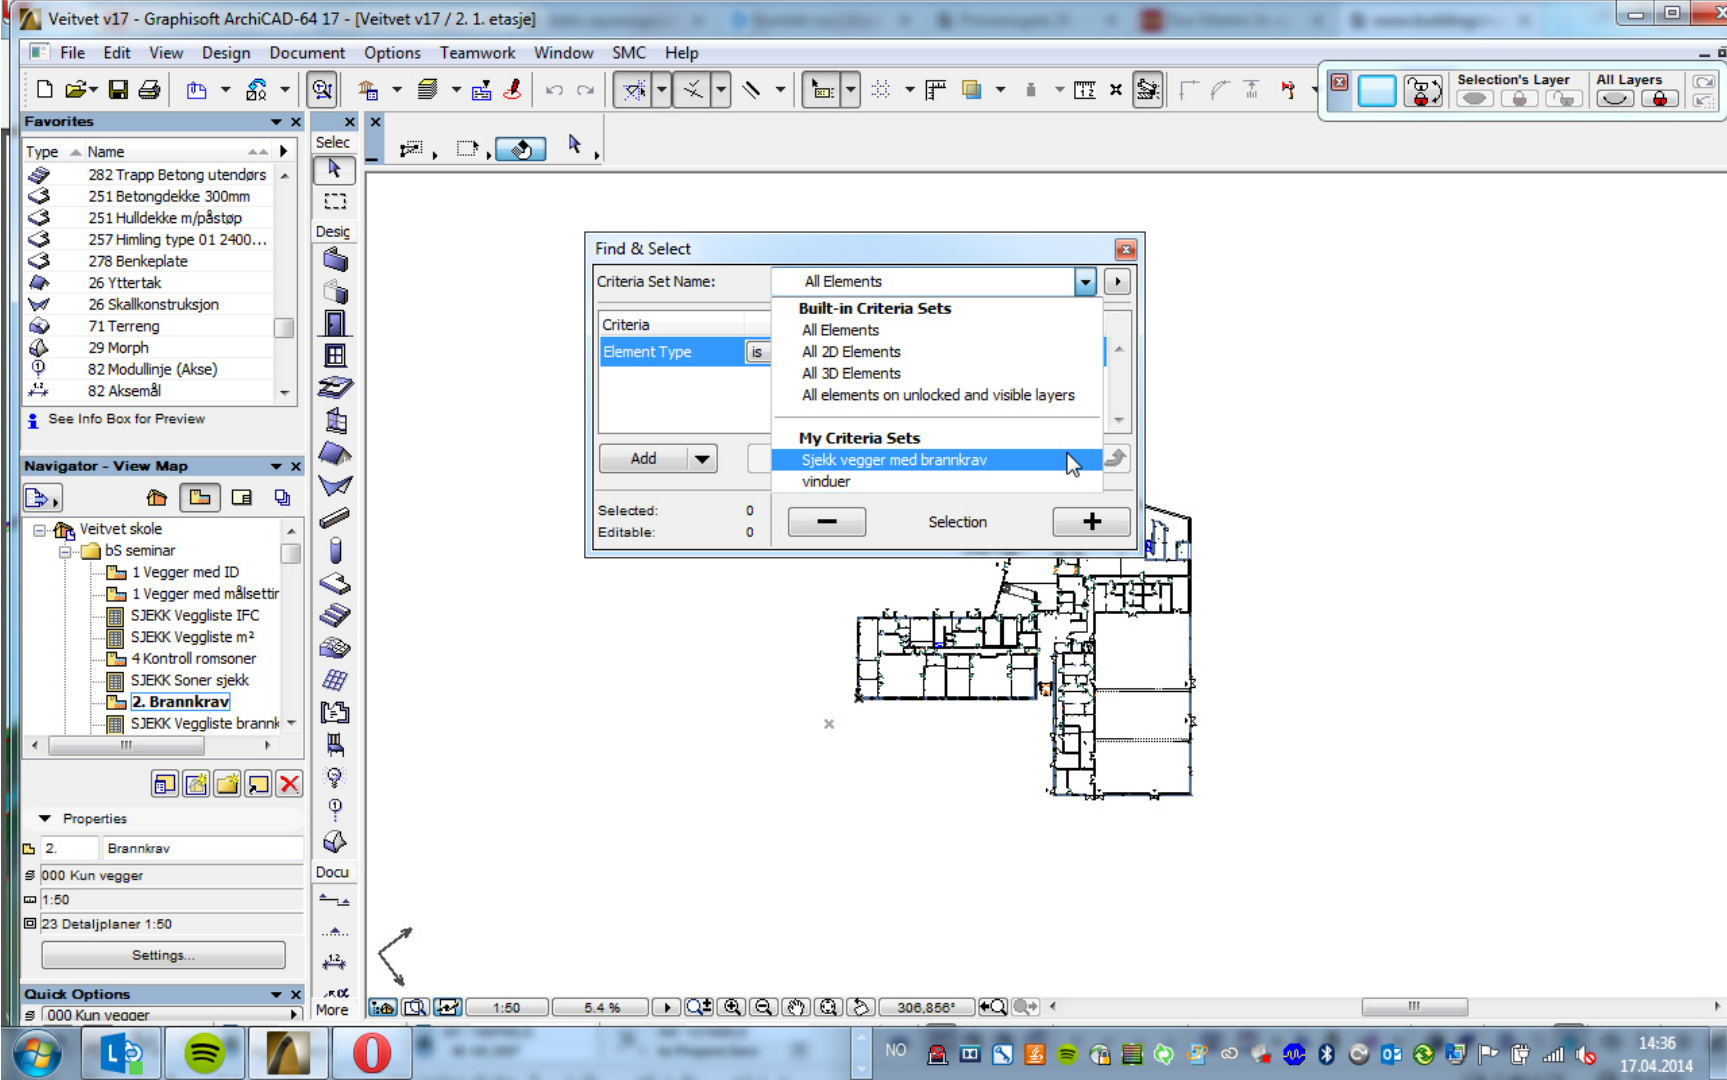 Veitvet v17 - Graphisoft ArchiCAD-64 17 - [Veitvet v17 / 2. 1. etasje]
File Edit View Design Document Options Teamwork Window SMC Help
Selection's Layer All Layers
Favorites
Type Name
282 Trapp Betong utendørs
251 Betongdekke 300mm
251 Hulldekke m/påstøp
257 Himling type 01 2400...
278 Benkeplate
26 Yttertak
26 Skallkonstruksjon
71 Terreng
29 Morph
82 Modullinje (Akse)
82 Aksemål
See Info Box for Preview
Navigator - View Map
Veitvet skole
bS seminar
1 Vegger med ID
1 Vegger med målsettir
SJEKK Veggliste IFC
SJEKK Veggliste m²
4 Kontroll romsoner
SJEKK Soner sjekk
2. Brannkrav
SJEKK Veggliste brannk
Properties
2. Brannkrav
000 Kun vegger
1:50
23 Detaljplaner 1:50
Settings...
Quick Options
000 Kun vegger
Selec
Desig
Docu
1.2
More
Find & Select
Criteria Set Name: All Elements
Criteria
Element Type is
Built-in Criteria Sets
All Elements
All 2D Elements
All 3D Elements
All elements on unlocked and visible layers
My Criteria Sets
Sjekk vegger med brannkrav
vinduer
Add
Selected: 0
Editable: 0
Selection
1:50 5.4 % 306,856°
NO
14:36
17.04.2014